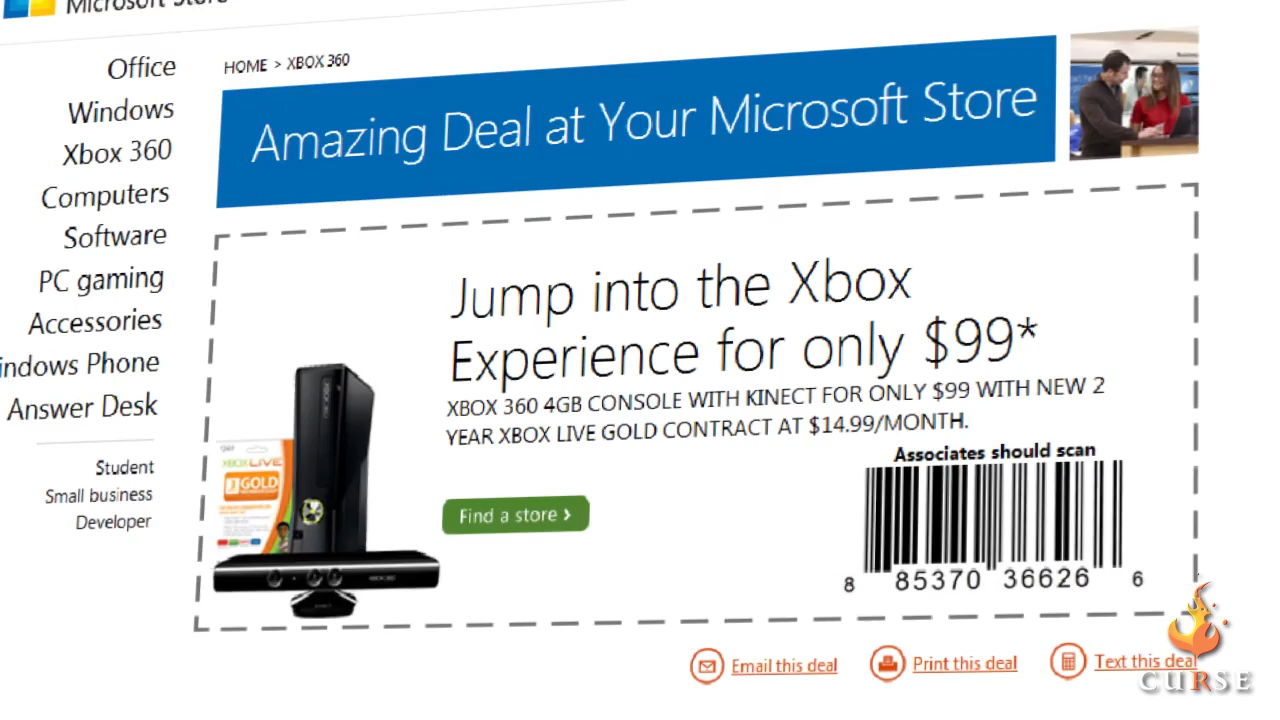 Microsoft Store
Office
Windows
Xbox 360
Computers
Software
PC gaming
Accessories
indows Phone
Answer Desk
Student
Small business
Developer
HOME > XBOX 360
Amazing Deal at Your Microsoft Store
Jump into the Xbox
Experience for only $99*
XBOX 360 4GB CONSOLE WITH KINECT FOR ONLY $99 WITH NEW 2
YEAR XBOX LIVE GOLD CONTRACT AT $14.99/MONTH.
Associates should scan
8 85370 36626 6
Find a store ›
XBOX LIVE
GOLD
XBOX 360
Email this deal
Print this deal
Text this deal
CURSE